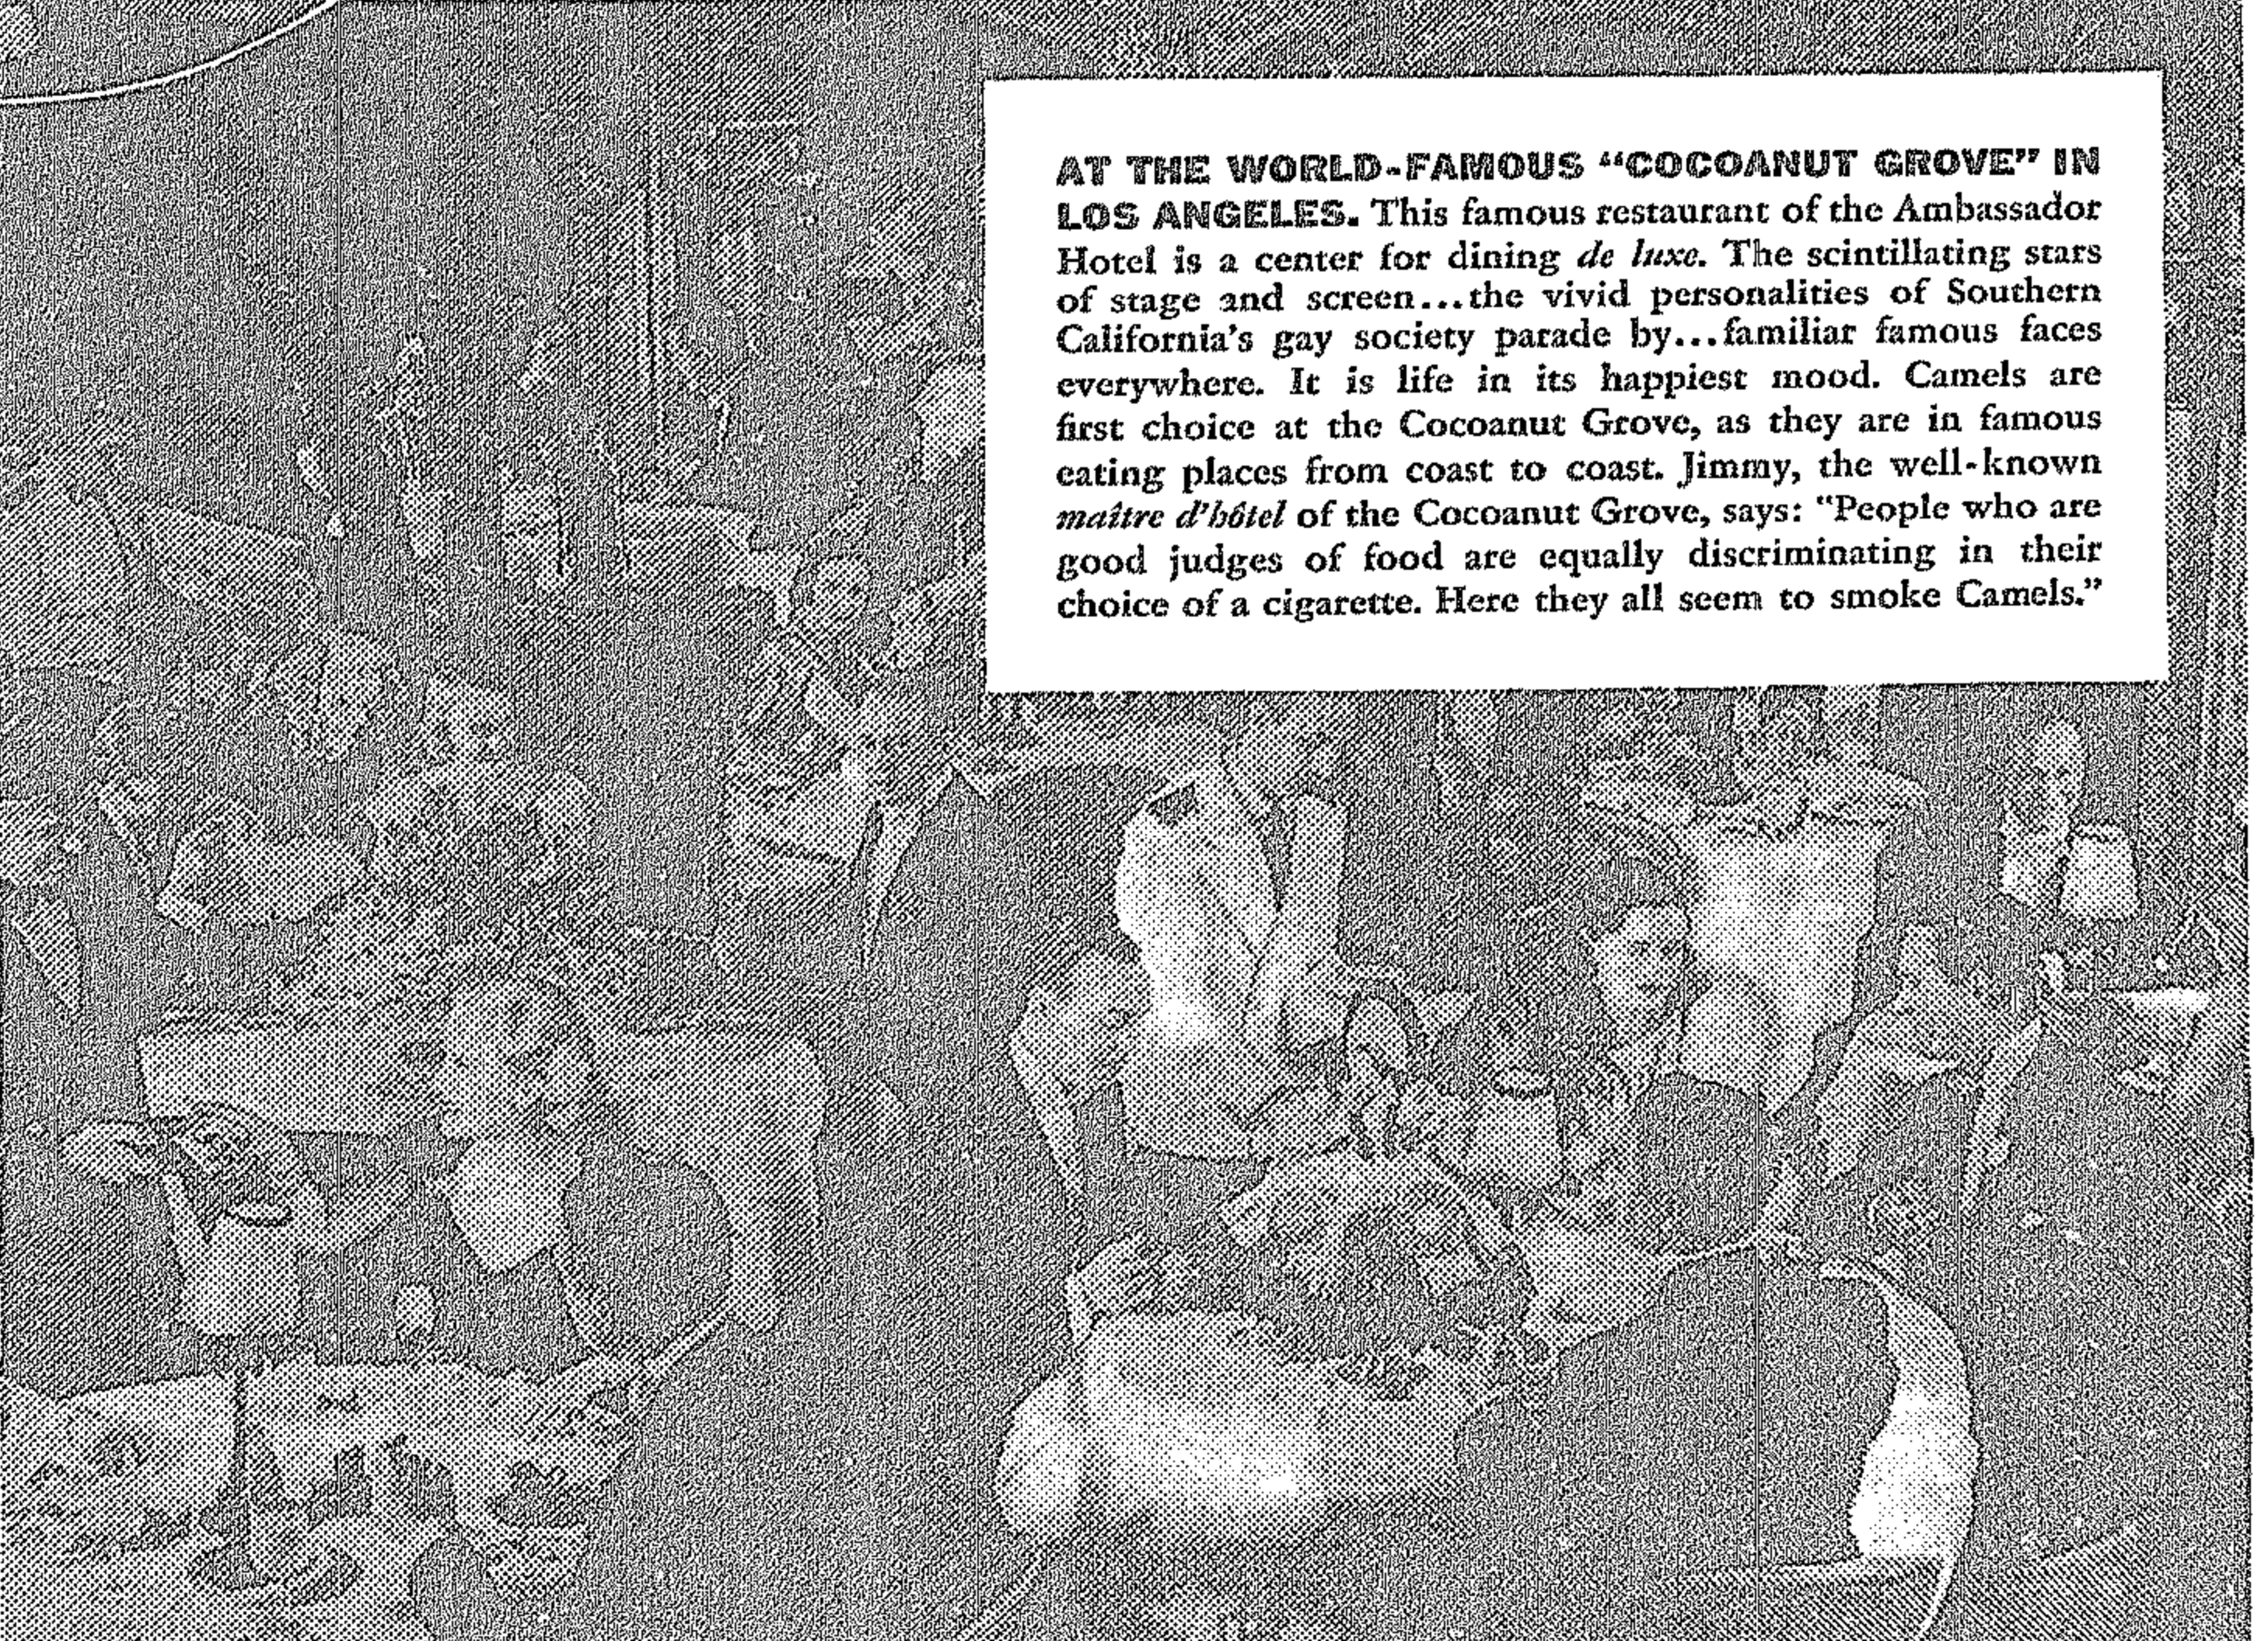 AT THE WORLD-FAMOUS “COCOANUT GROVE” IN
LOS ANGELES. This famous restaurant of the Ambassador
Hotel is a center for dining de luxe. The scintillating stars
of stage and screen...the vivid personalities of Southern
California’s gay society parade by...familiar famous faces
everywhere. It is life in its happiest mood. Camels are
first choice at the Cocoanut Grove, as they are in famous
eating places from coast to coast. Jimmy, the well-known
maître d’hôtel of the Cocoanut Grove, says: “People who are
good judges of food are equally discriminating in their
choice of a cigarette. Here they all seem to smoke Camels.”